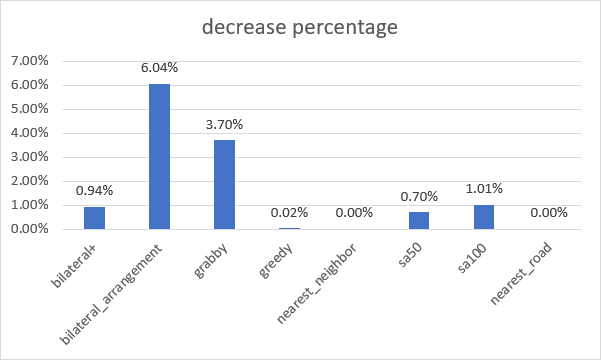 decrease percentage
7.00%
6.00%
5.00%
4.00%
3.00%
2.00%
1.00%
0.00%
0.94%
6.04%
3.70%
0.02%
0.00%
0.70%
1.01%
0.00%
bilateral+
bilateral_arrangement
grabby
greedy
nearest_neighbor
sa50
sa100
nearest_road